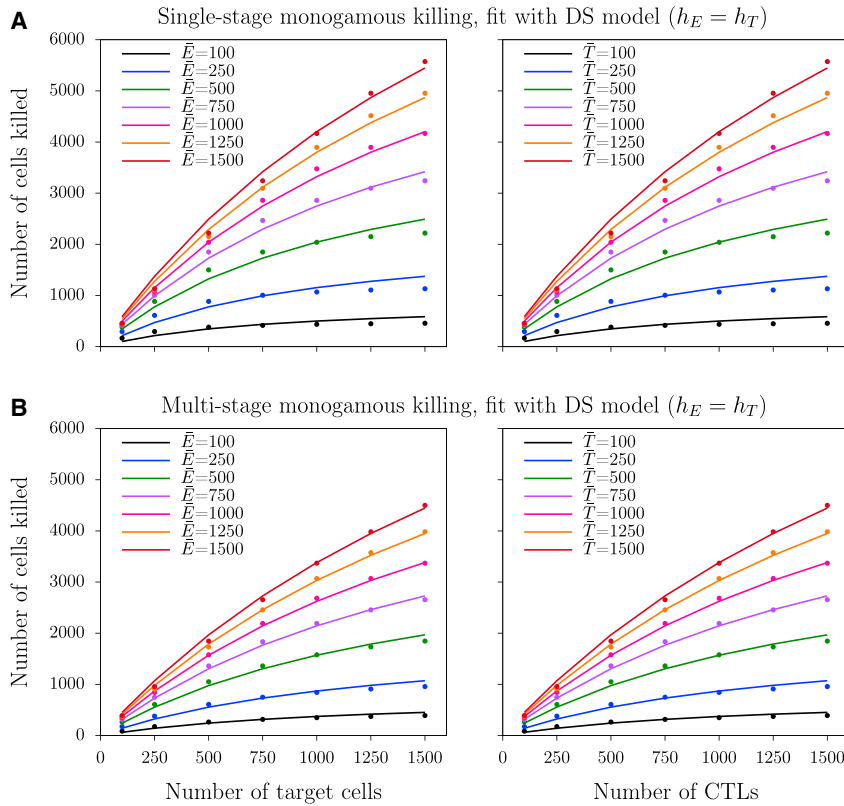 A Single-stage monogamous killing, fit with DS model (h_E = h_T)
Number of cells killed
6000
5000
4000
3000
2000
1000
0
Ē=100
Ē=250
Ē=500
Ē=750
Ē=1000
Ē=1250
Ē=1500
T̄=100
T̄=250
T̄=500
T̄=750
T̄=1000
T̄=1250
T̄=1500
B Multi-stage monogamous killing, fit with DS model (h_E = h_T)
Number of cells killed
6000
5000
4000
3000
2000
1000
0
Ē=100
Ē=250
Ē=500
Ē=750
Ē=1000
Ē=1250
Ē=1500
T̄=100
T̄=250
T̄=500
T̄=750
T̄=1000
T̄=1250
T̄=1500
0 250 500 750 1000 1250 1500
0 250 500 750 1000 1250 1500
Number of target cells
Number of CTLs